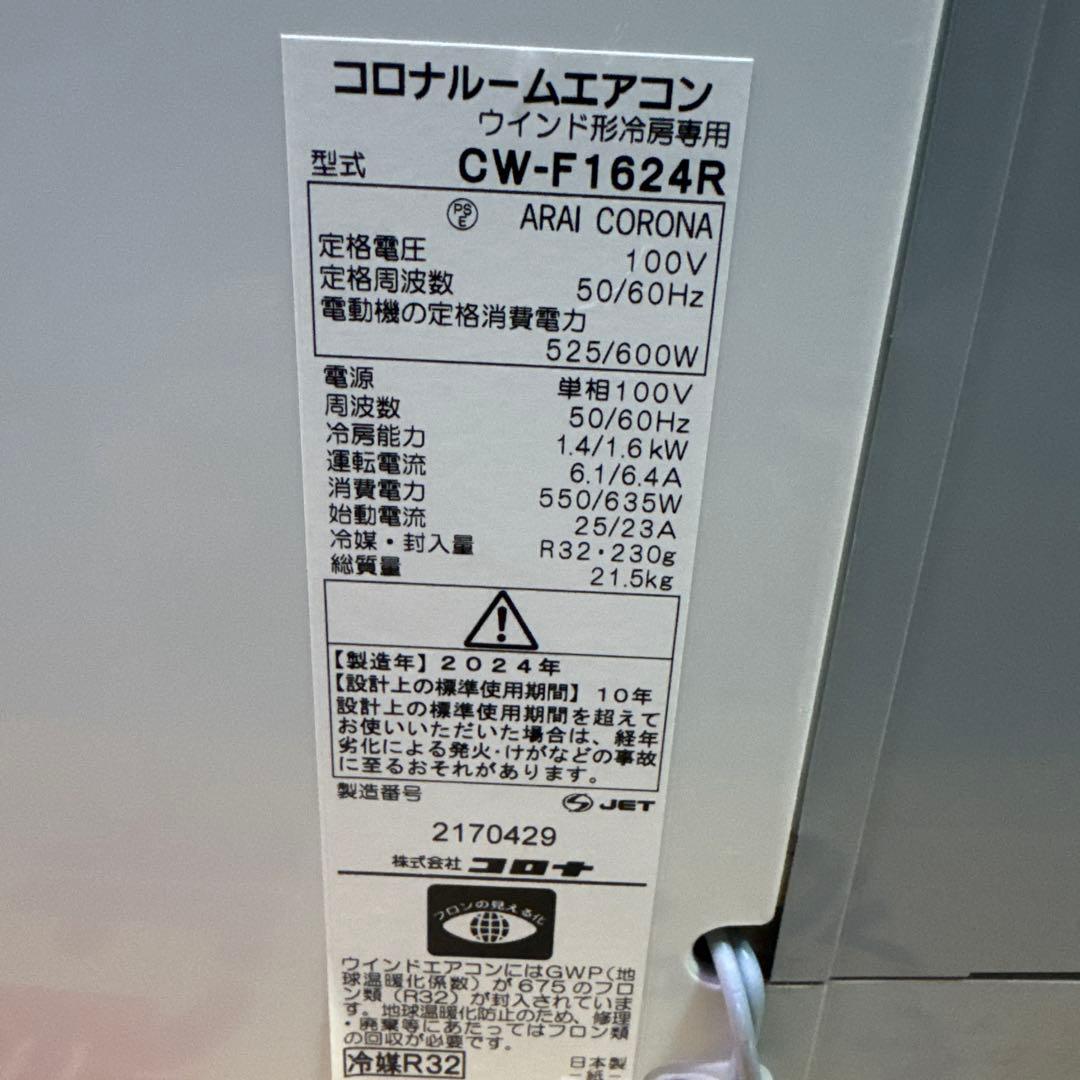 コロナルームエアコン
ウインド形冷房専用
型式 CW-F1624R
PS E ARAI CORONA
定格電圧 100V
定格周波数 50/60Hz
電動機の定格消費電力
525/600W
電源 単相100V
周波数 50/60Hz
冷房能力 1.4/1.6kW
運転電流 6.1/6.4A
消費電力 550/635W
始動電流 25/23A
冷媒・封入量 R32・230g
総質量 21.5kg
【製造年】2024年
【設計上の標準使用期間】10年
設計上の標準使用期間を超えて
お使いいただいた場合は、経年
劣化による発火・けがなどの事故
に至るおそれがあります。
製造番号 JET
2170429
株式会社 コロナ
フロンの見える化
ウインドエアコンにはGWP(地
球温暖化係数)が675のフロ
ン類(R32)が封入されていま
す。地球温暖化防止のため、修理
・廃棄等にあたってはフロン類
の回収が必要です。
冷媒R32 日本製
-紙-